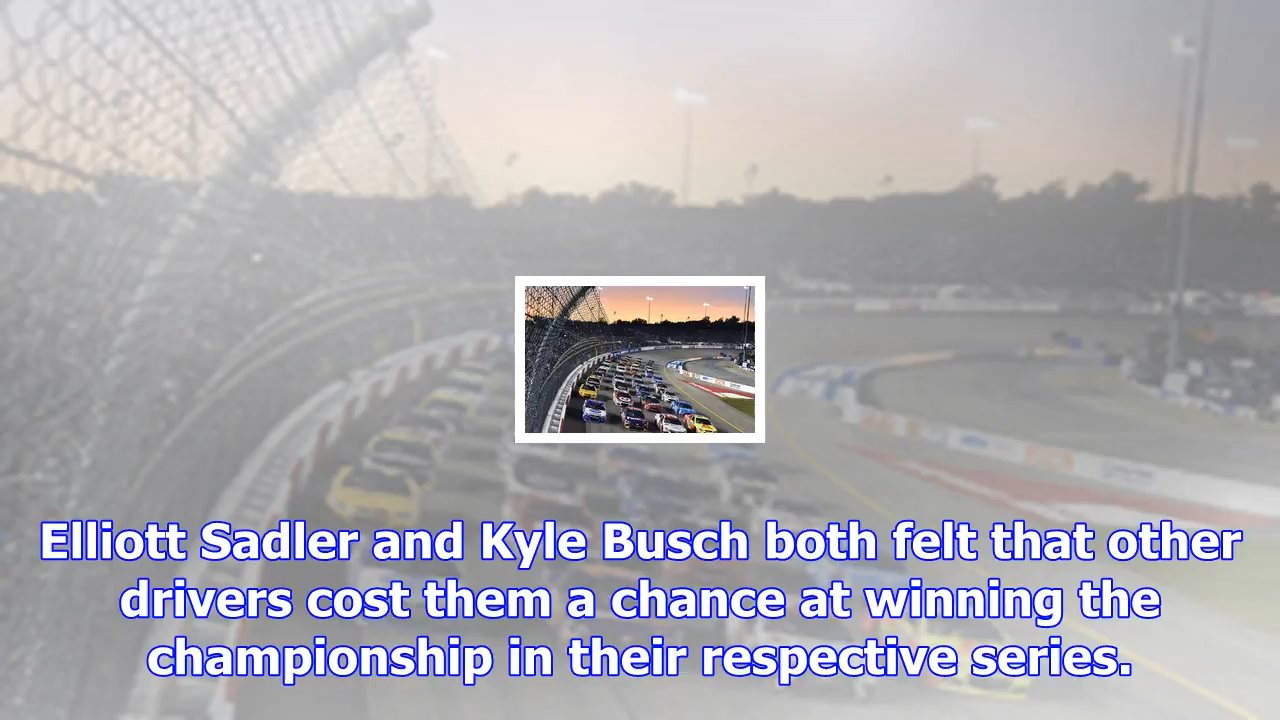 Elliott Sadler and Kyle Busch both felt that other
drivers cost them a chance at winning the
championship in their respective series.